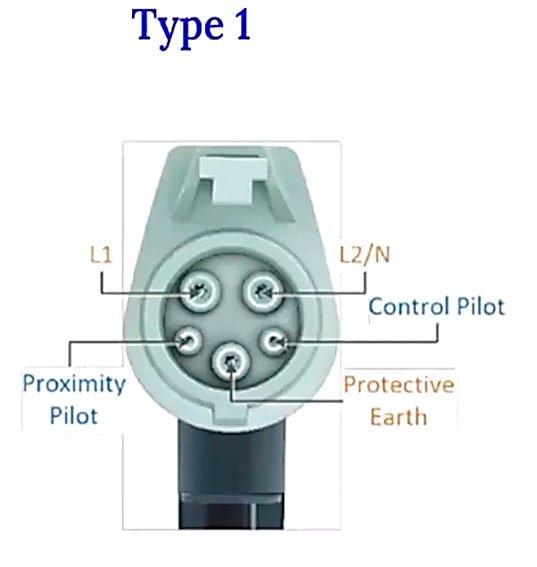 Type 1
L1
L2/N
Control Pilot
Proximity
Pilot
Protective
Earth